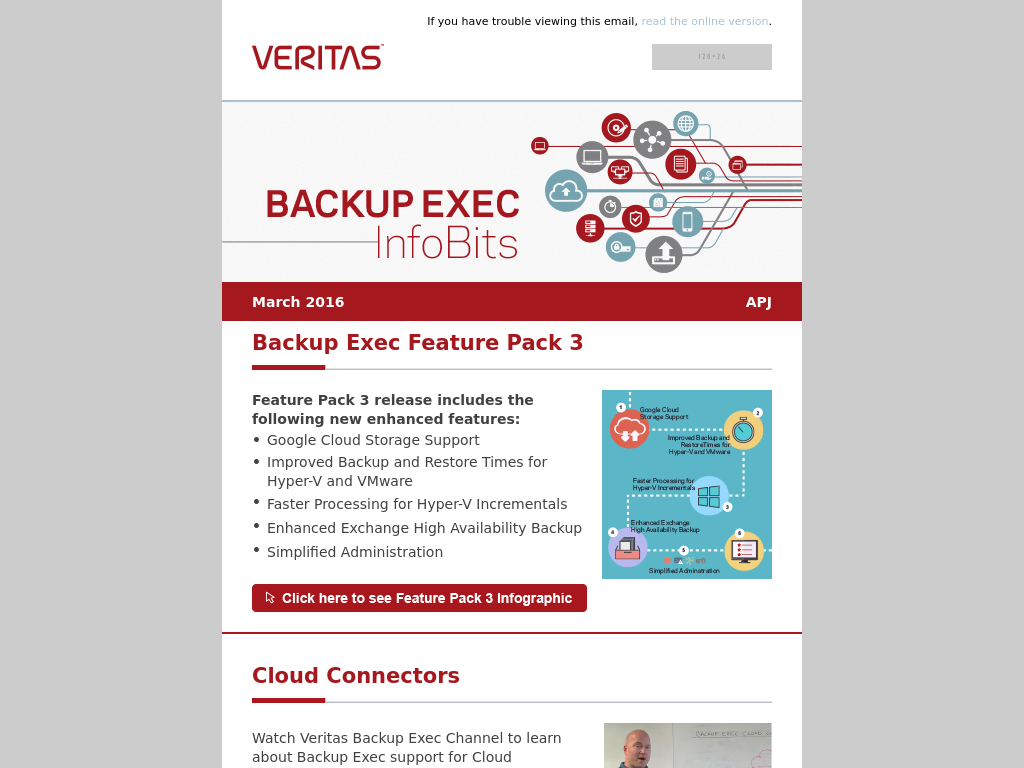 If you have trouble viewing this email, read the online version.
VERITAS™
120×26
BACKUP EXEC
InfoBits
March 2016 APJ
Backup Exec Feature Pack 3
Feature Pack 3 release includes the
following new enhanced features:
• Google Cloud Storage Support
• Improved Backup and Restore Times for
Hyper-V and VMware
• Faster Processing for Hyper-V Incrementals
• Enhanced Exchange High Availability Backup
• Simplified Administration
1
Google Cloud
Storage Support
2
Improved Backup and
RestoreTimes for
Hyper-V and VMware
Faster Processing for
Hyper-V Incrementals
3
Enhanced Exchange
High Availability Backup
4
5
6
Simplified Adminstration
Click here to see Feature Pack 3 Infographic
Cloud Connectors
Watch Veritas Backup Exec Channel to learn
about Backup Exec support for Cloud
BACKUP EXEC CLOUD